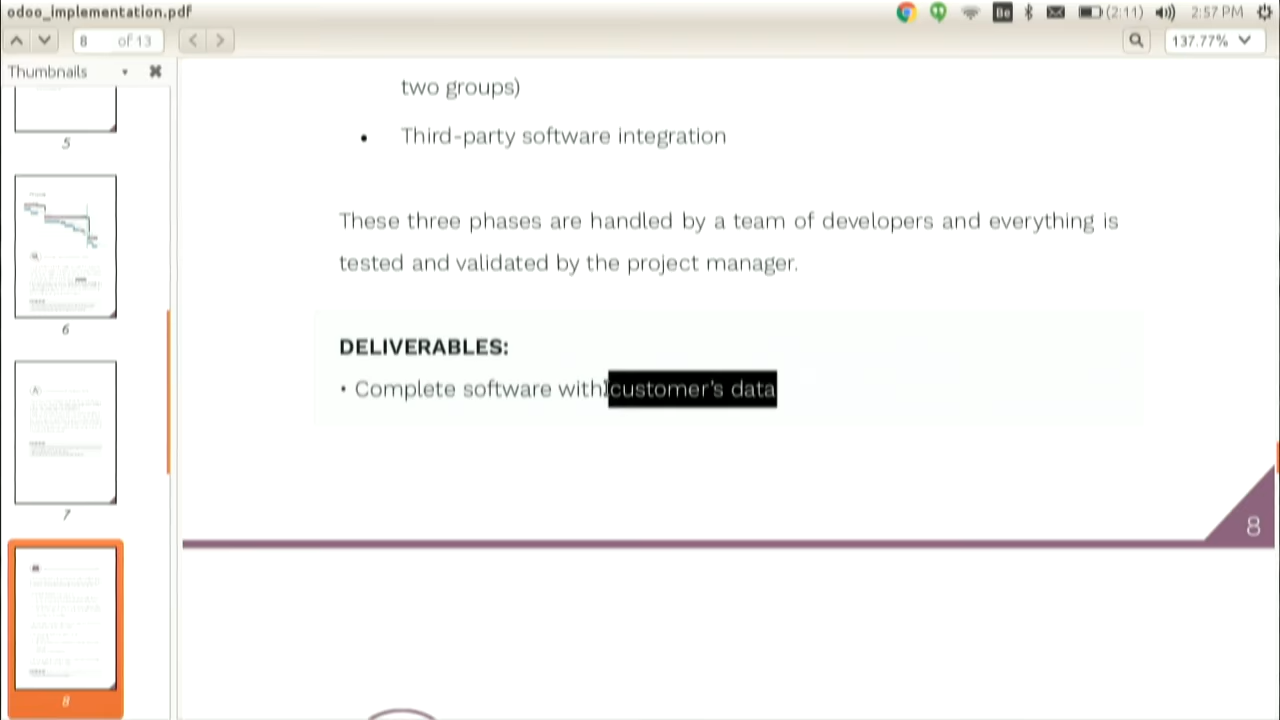 odoo_implementation.pdf
Be
(2:11)
2:57 PM
8 of 13
137.77%
Thumbnails
5
6
7
8
two groups)
• Third-party software integration
These three phases are handled by a team of developers and everything is
tested and validated by the project manager.
DELIVERABLES:
• Complete software with customer's data
8